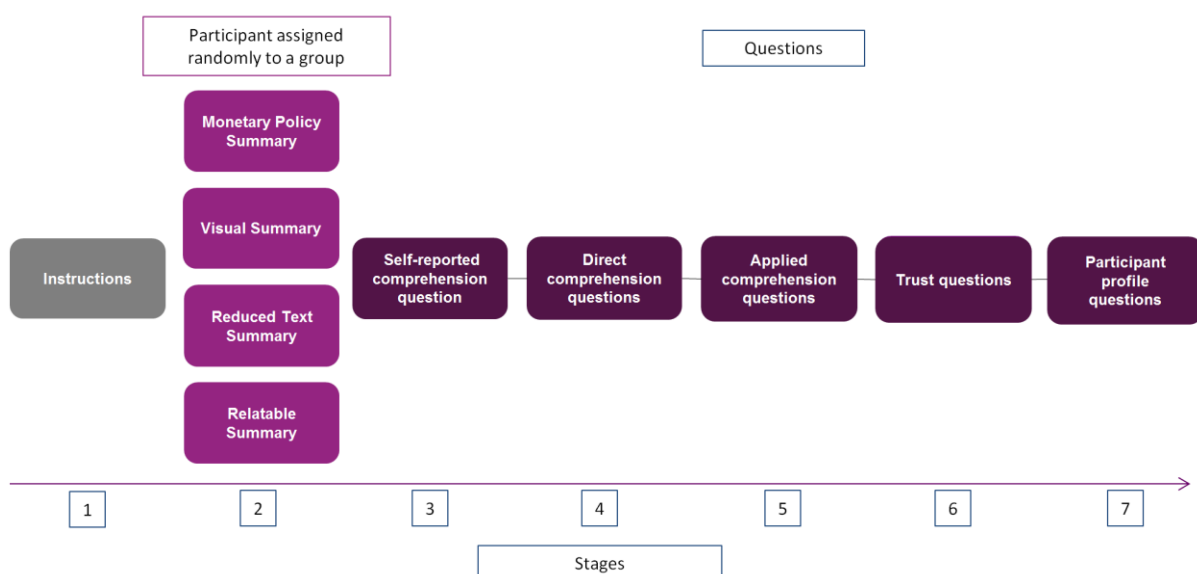 Participant assigned
randomly to a group
Questions
Monetary Policy
Summary
Visual Summary
Reduced Text
Summary
Relatable
Summary
Instructions
Self-reported
comprehension
question
Direct
comprehension
questions
Applied
comprehension
questions
Trust questions
Participant
profile
questions
1
2
3
4
5
6
7
Stages